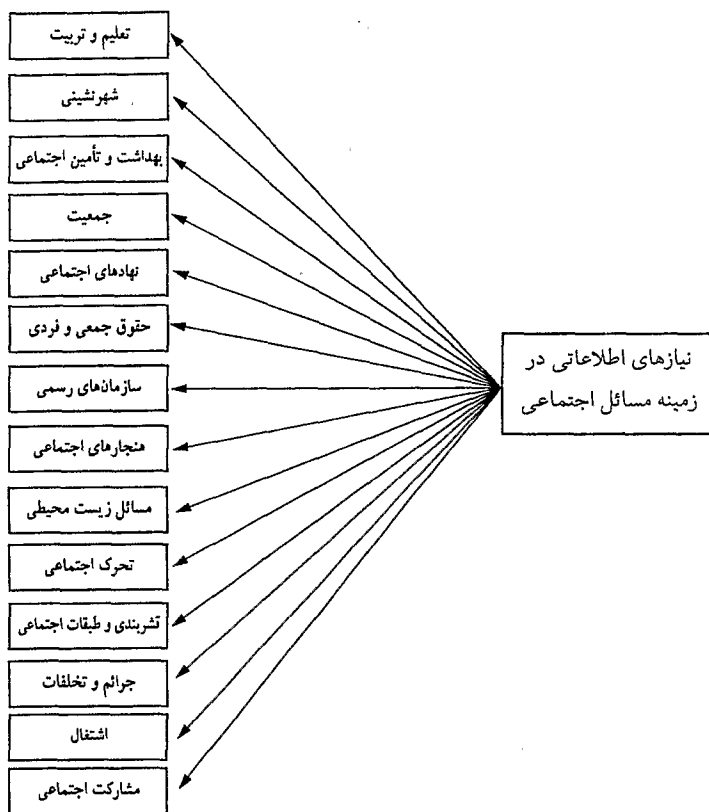 نیازهای اطلاعاتی در
زمینه مسائل اجتماعی
تعلیم و تربیت
شهرنشینی
بهداشت و تأمین اجتماعی
جمعیت
نهادهای اجتماعی
حقوق جمعی و فردی
سازمان‌های رسمی
هنجارهای اجتماعی
مسائل زیست محیطی
تحرک اجتماعی
قشربندی و طبقات اجتماعی
جرائم و تخلفات
اشتغال
مشارکت اجتماعی